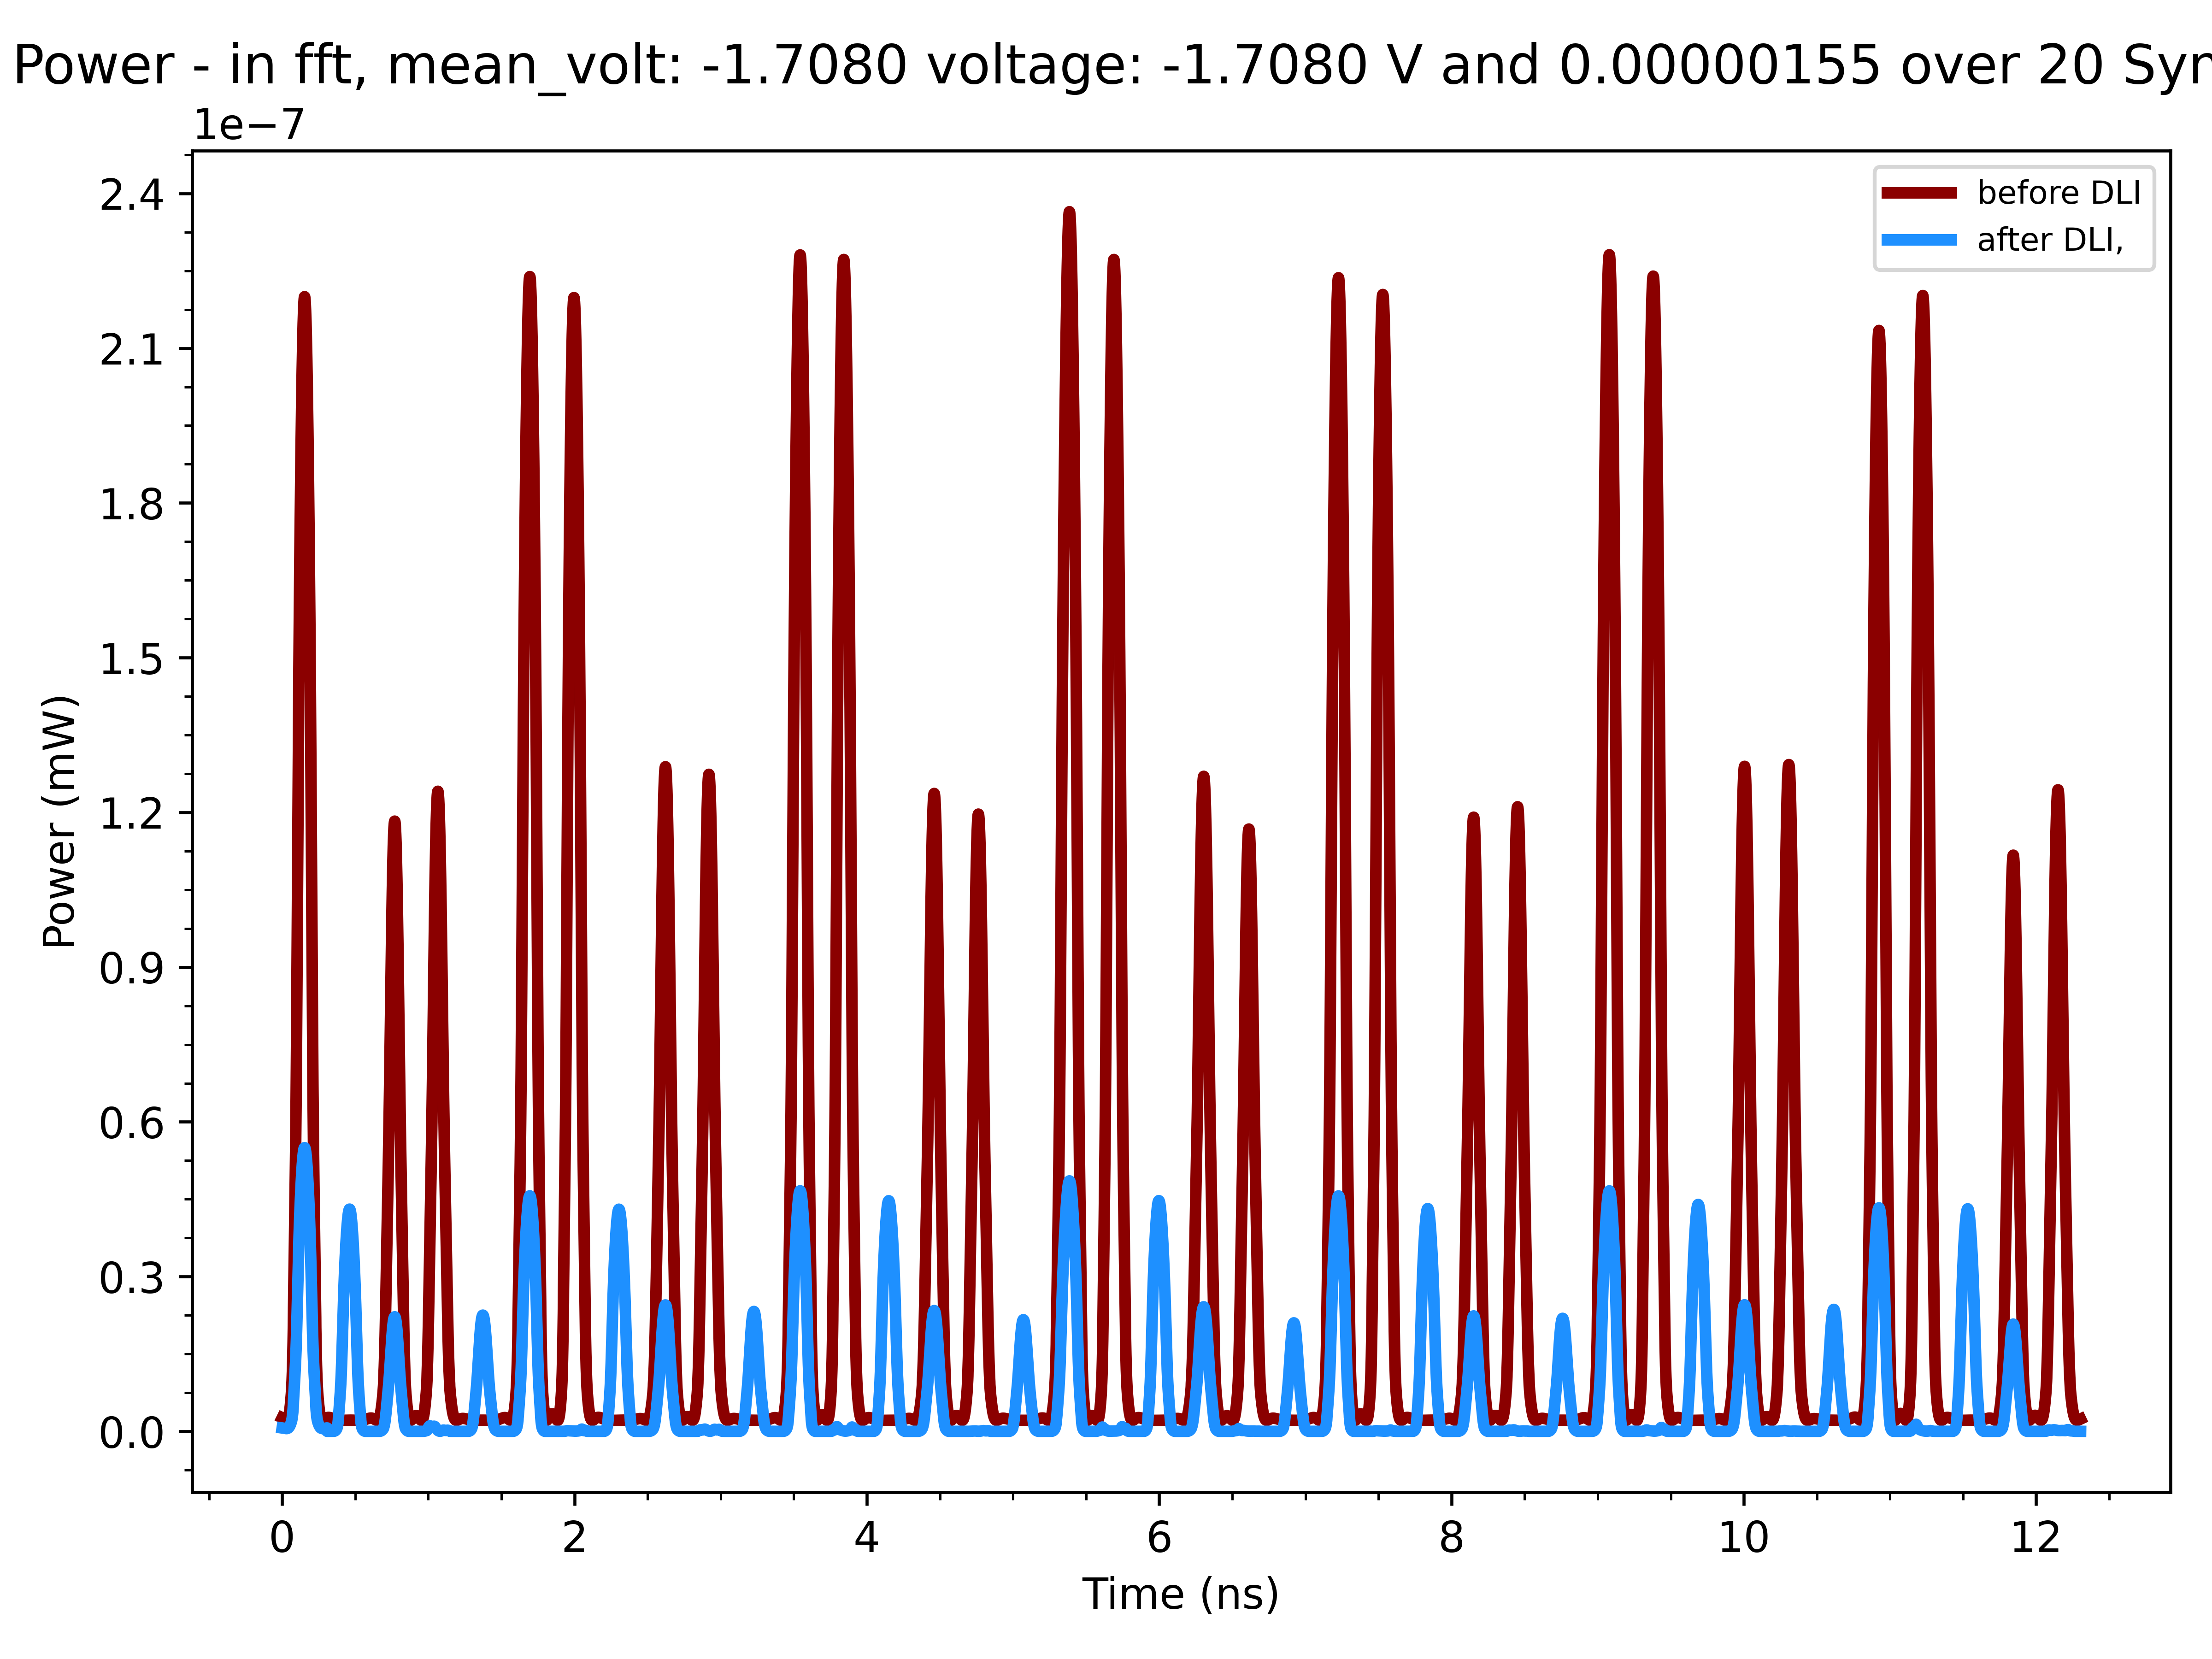 Power - in fft, mean_volt: -1.7080 voltage: -1.7080 V and 0.00000155 over 20
1e−7
before DLI
after DLI,
2.4
2.1
1.8
1.5
1.2
0.9
0.6
0.3
0.0
Power (mW)
0 2 4 6 8 10 12
Time (ns)